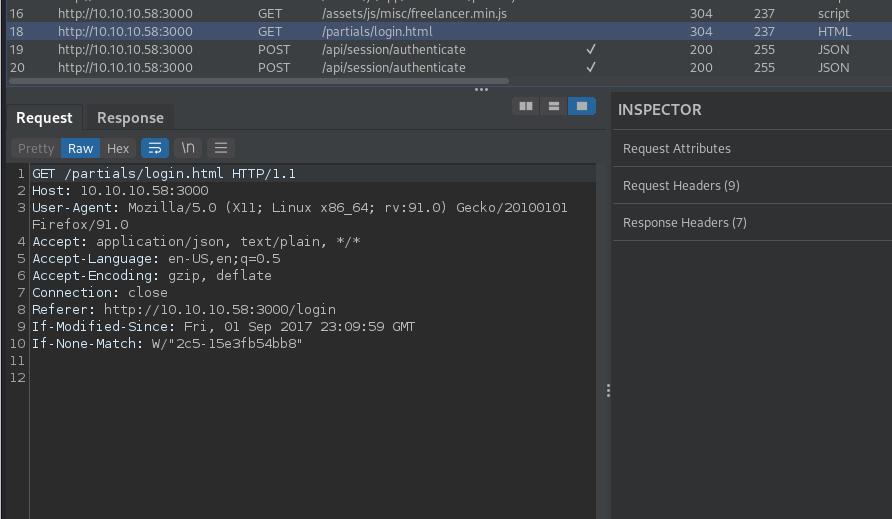 16 http://10.10.10.58:3000 GET /assets/js/misc/freelancer.min.js 304 237 script
18 http://10.10.10.58:3000 GET /partials/login.html 304 237 HTML
19 http://10.10.10.58:3000 POST /api/session/authenticate ✓ 200 255 JSON
20 http://10.10.10.58:3000 POST /api/session/authenticate ✓ 200 255 JSON
Request Response
Pretty Raw Hex \n
1 GET /partials/login.html HTTP/1.1
2 Host: 10.10.10.58:3000
3 User-Agent: Mozilla/5.0 (X11; Linux x86_64; rv:91.0) Gecko/20100101
Firefox/91.0
4 Accept: application/json, text/plain, */*
5 Accept-Language: en-US,en;q=0.5
6 Accept-Encoding: gzip, deflate
7 Connection: close
8 Referer: http://10.10.10.58:3000/login
9 If-Modified-Since: Fri, 01 Sep 2017 23:09:59 GMT
10 If-None-Match: W/"2c5-15e3fb54bb8"
11
12
INSPECTOR
Request Attributes
Request Headers (9)
Response Headers (7)